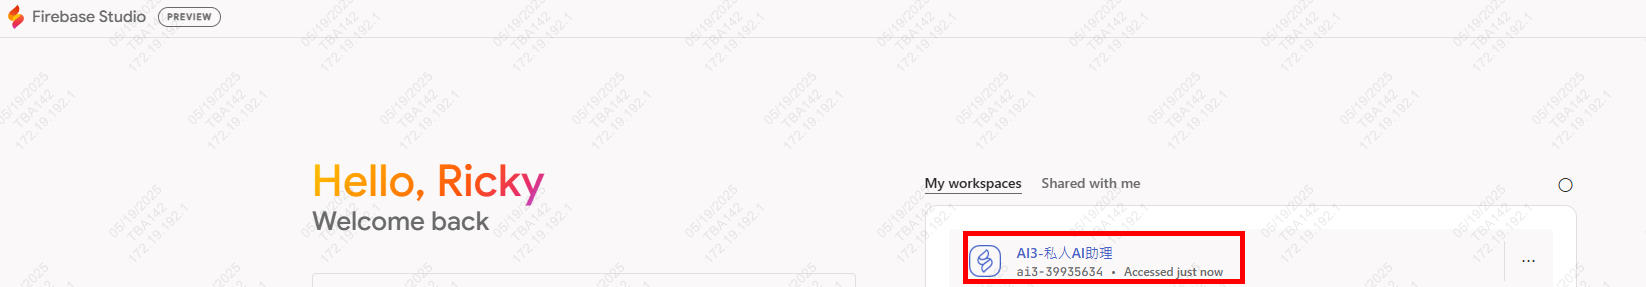 Firebase Studio PREVIEW
Hello, Ricky
Welcome back
My workspaces Shared with me
AI3-私人AI助理
ai3-39935634 • Accessed just now
...
05/19/2025
TBA142
172.19.192.1